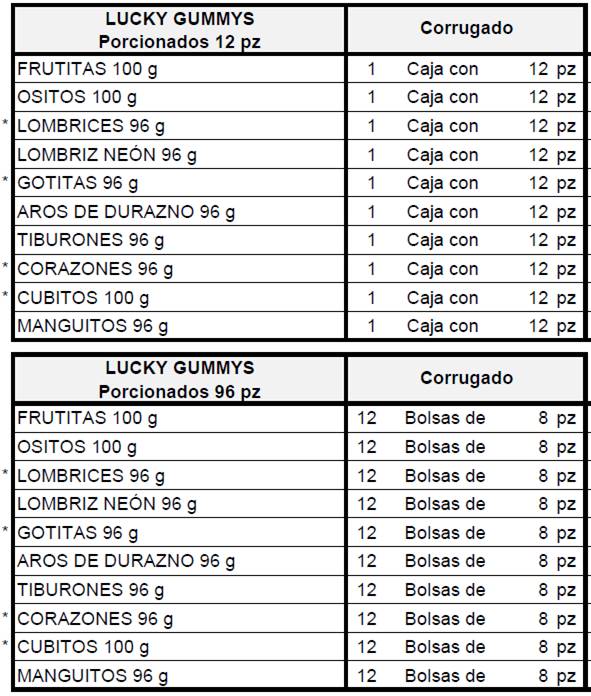 LUCKY GUMMYS
Porcionados 12 pz
Corrugado
FRUTITAS 100 g 1 Caja con 12 pz
OSITOS 100 g 1 Caja con 12 pz
* LOMBRICES 96 g 1 Caja con 12 pz
LOMBRIZ NEÓN 96 g 1 Caja con 12 pz
* GOTITAS 96 g 1 Caja con 12 pz
AROS DE DURAZNO 96 g 1 Caja con 12 pz
TIBURONES 96 g 1 Caja con 12 pz
* CORAZONES 96 g 1 Caja con 12 pz
* CUBITOS 100 g 1 Caja con 12 pz
MANGUITOS 96 g 1 Caja con 12 pz
LUCKY GUMMYS
Porcionados 96 pz
Corrugado
FRUTITAS 100 g 12 Bolsas de 8 pz
OSITOS 100 g 12 Bolsas de 8 pz
* LOMBRICES 96 g 12 Bolsas de 8 pz
LOMBRIZ NEÓN 96 g 12 Bolsas de 8 pz
* GOTITAS 96 g 12 Bolsas de 8 pz
AROS DE DURAZNO 96 g 12 Bolsas de 8 pz
TIBURONES 96 g 12 Bolsas de 8 pz
* CORAZONES 96 g 12 Bolsas de 8 pz
* CUBITOS 100 g 12 Bolsas de 8 pz
MANGUITOS 96 g 12 Bolsas de 8 pz